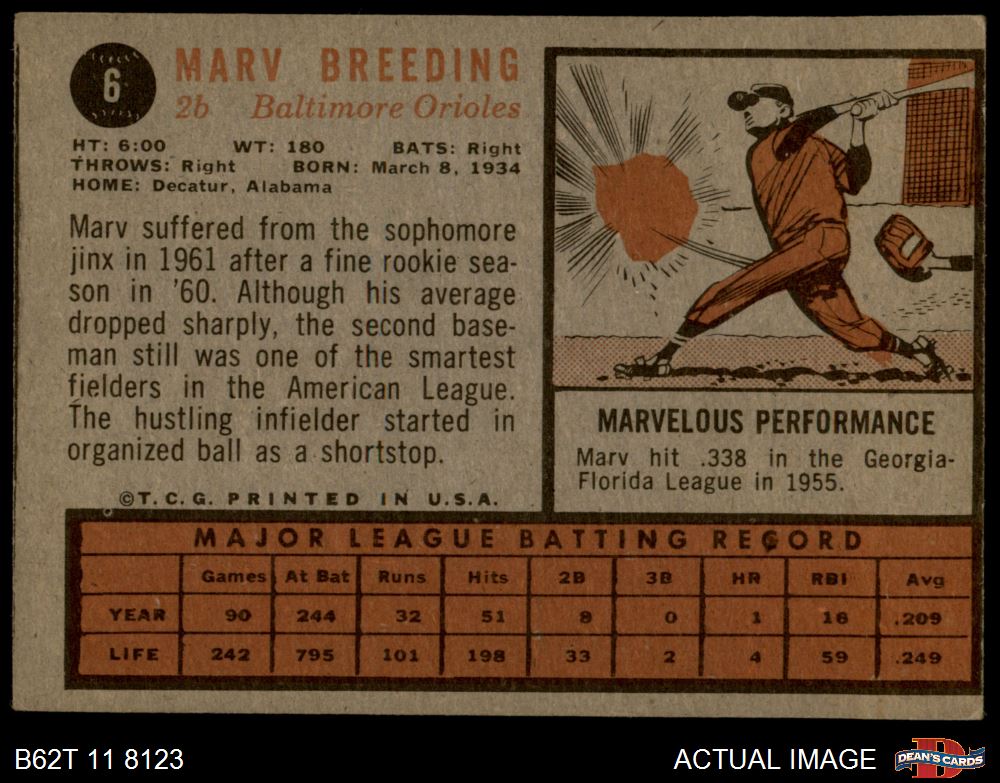 6
MARV BREEDING
2b Baltimore Orioles
HT: 6:00 WT: 180 BATS: Right
THROWS: Right BORN: March 8, 1934
HOME: Decatur, Alabama
Marv suffered from the sophomore
jinx in 1961 after a fine rookie sea-
son in '60. Although his average
dropped sharply, the second base-
man still was one of the smartest
fielders in the American League.
The hustling infielder started in
organized ball as a shortstop.
©T.C.G. PRINTED IN U.S.A.
MARVELOUS PERFORMANCE
Marv hit .338 in the Georgia-
Florida League in 1955.
MAJOR LEAGUE BATTING RECORD
Games At Bat Runs Hits 2B 3B HR RBI Avg
YEAR 90 244 32 51 8 0 1 16 .209
LIFE 242 795 101 198 33 2 4 59 .249
B62T 11 8123
ACTUAL IMAGE
D
DEAN'S CARDS